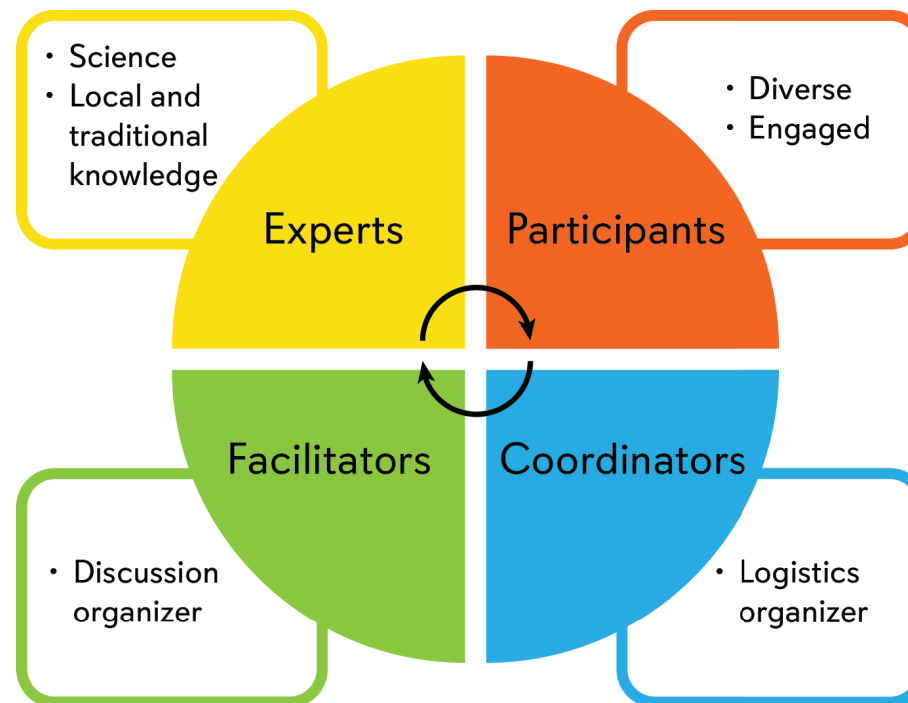 • Science
• Local and
traditional
knowledge
• Diverse
• Engaged
Experts
Participants
Facilitators
Coordinators
• Discussion
organizer
• Logistics
organizer